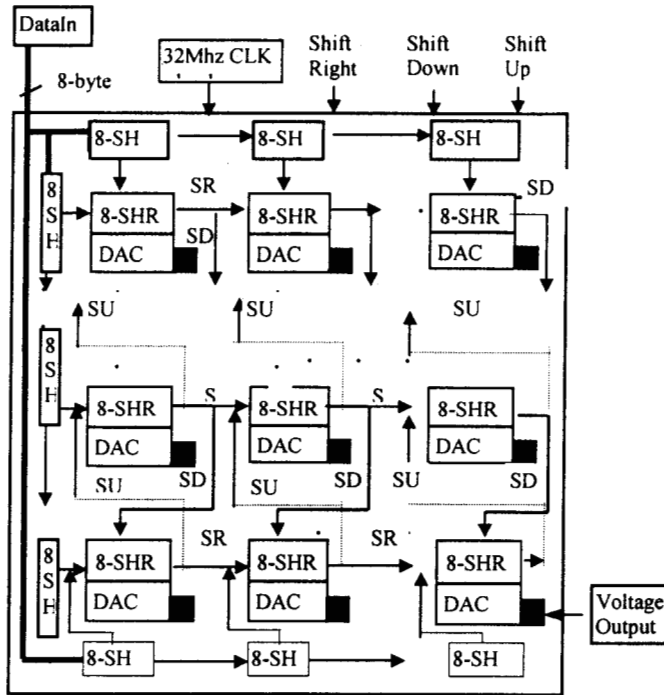 DataIn
8-byte
32Mhz CLK
Shift
Right
Shift
Down
Shift
Up
8-SH
8-SH
8-SH
8
S
H
SR
SD
8-SHR
8-SHR
8-SHR
DAC
SD
DAC
DAC
SU
SU
SU
8
S
H
S
S
8-SHR
8-SHR
8-SHR
DAC
DAC
DAC
SD
SD
SD
SU
SU
SU
8
S
H
SR
SR
8-SHR
8-SHR
8-SHR
DAC
DAC
DAC
Voltage
Output
8-SH
8-SH
8-SH